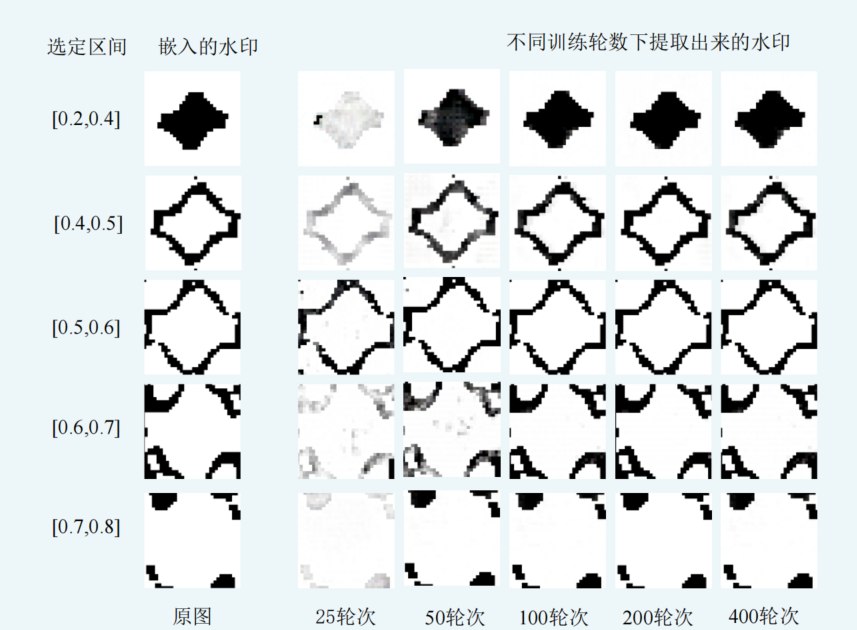 选定区间 嵌入的水印 不同训练轮数下提取出来的水印
[0.2,0.4]
[0.4,0.5]
[0.5,0.6]
[0.6,0.7]
[0.7,0.8]
原图 25轮次 50轮次 100轮次 200轮次 400轮次